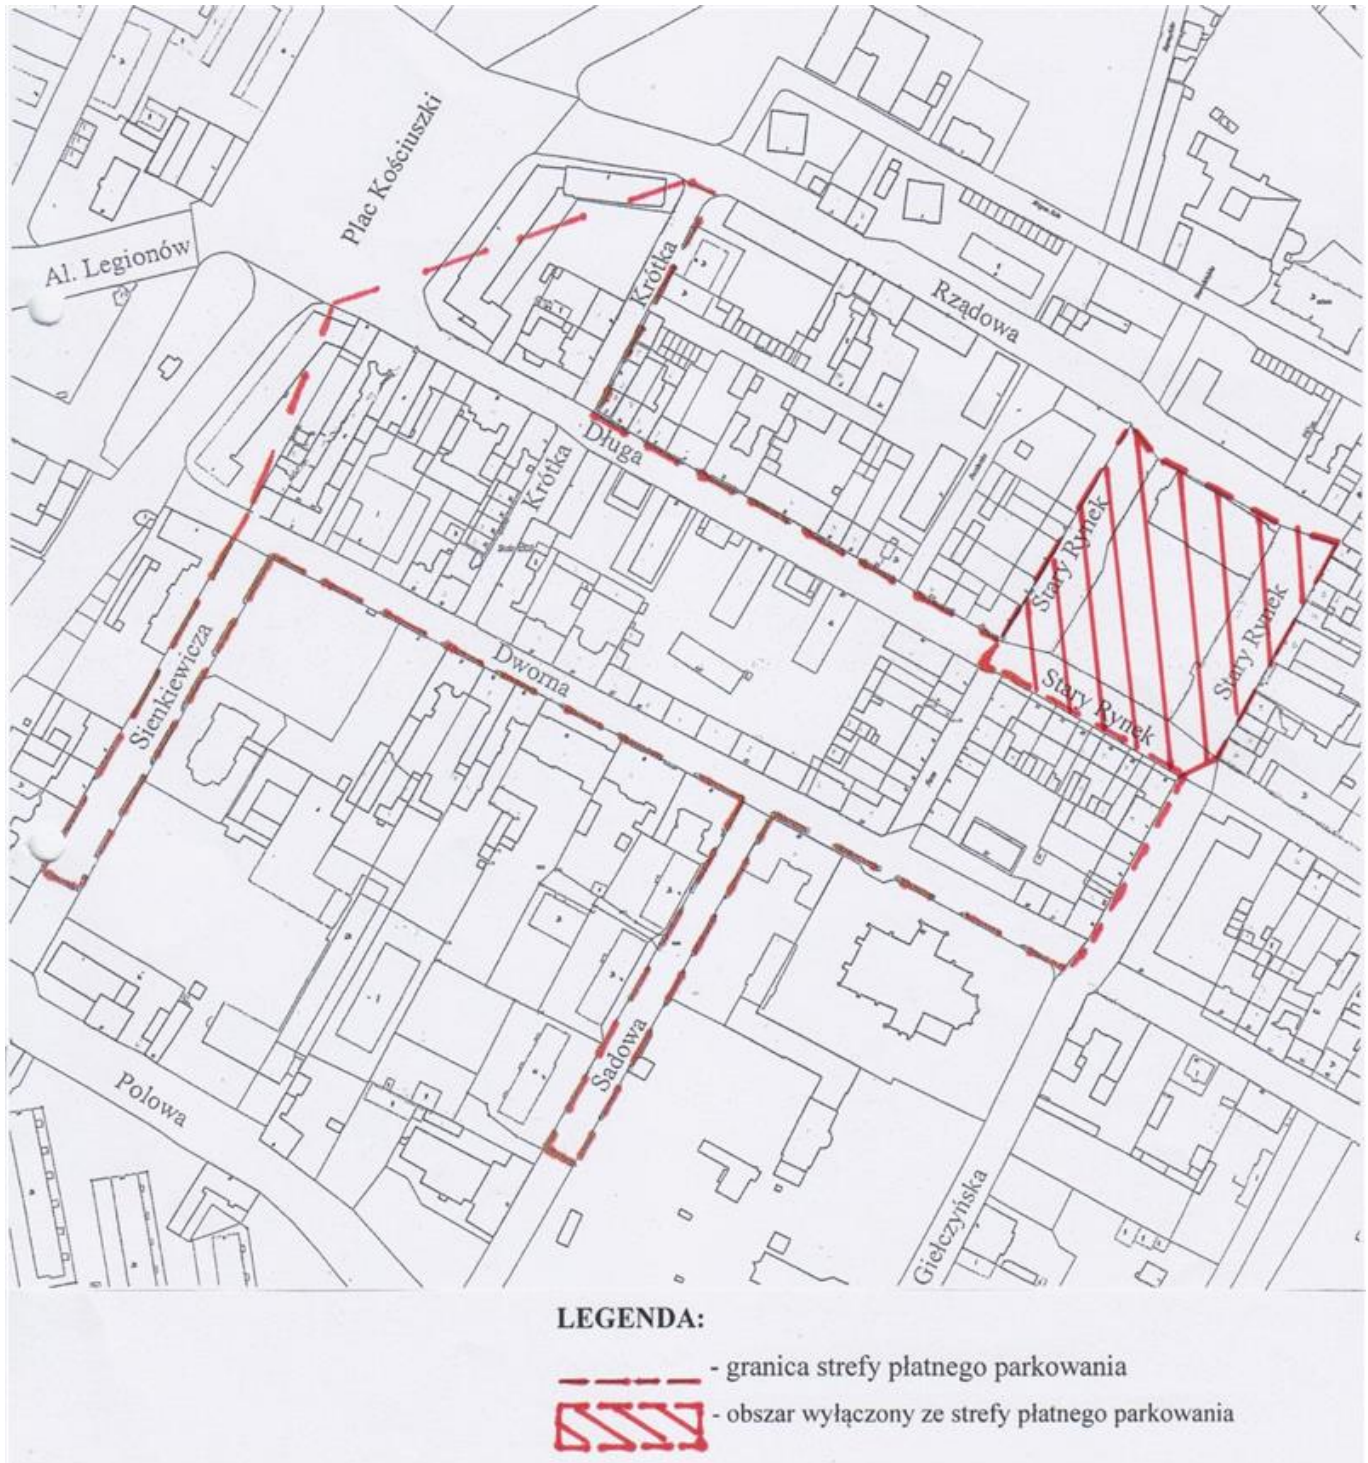 Plac Kościuszki
Al. Legionów
Krótka
Rządowa
Długa
Krótka
Stary Rynek
Stary Rynek
Stary Rynek
Dworna
Sienkiewicza
Sadowa
Polowa
Giełczyńska
LEGENDA:
- granica strefy płatnego parkowania
- obszar wyłączony ze strefy płatnego parkowania